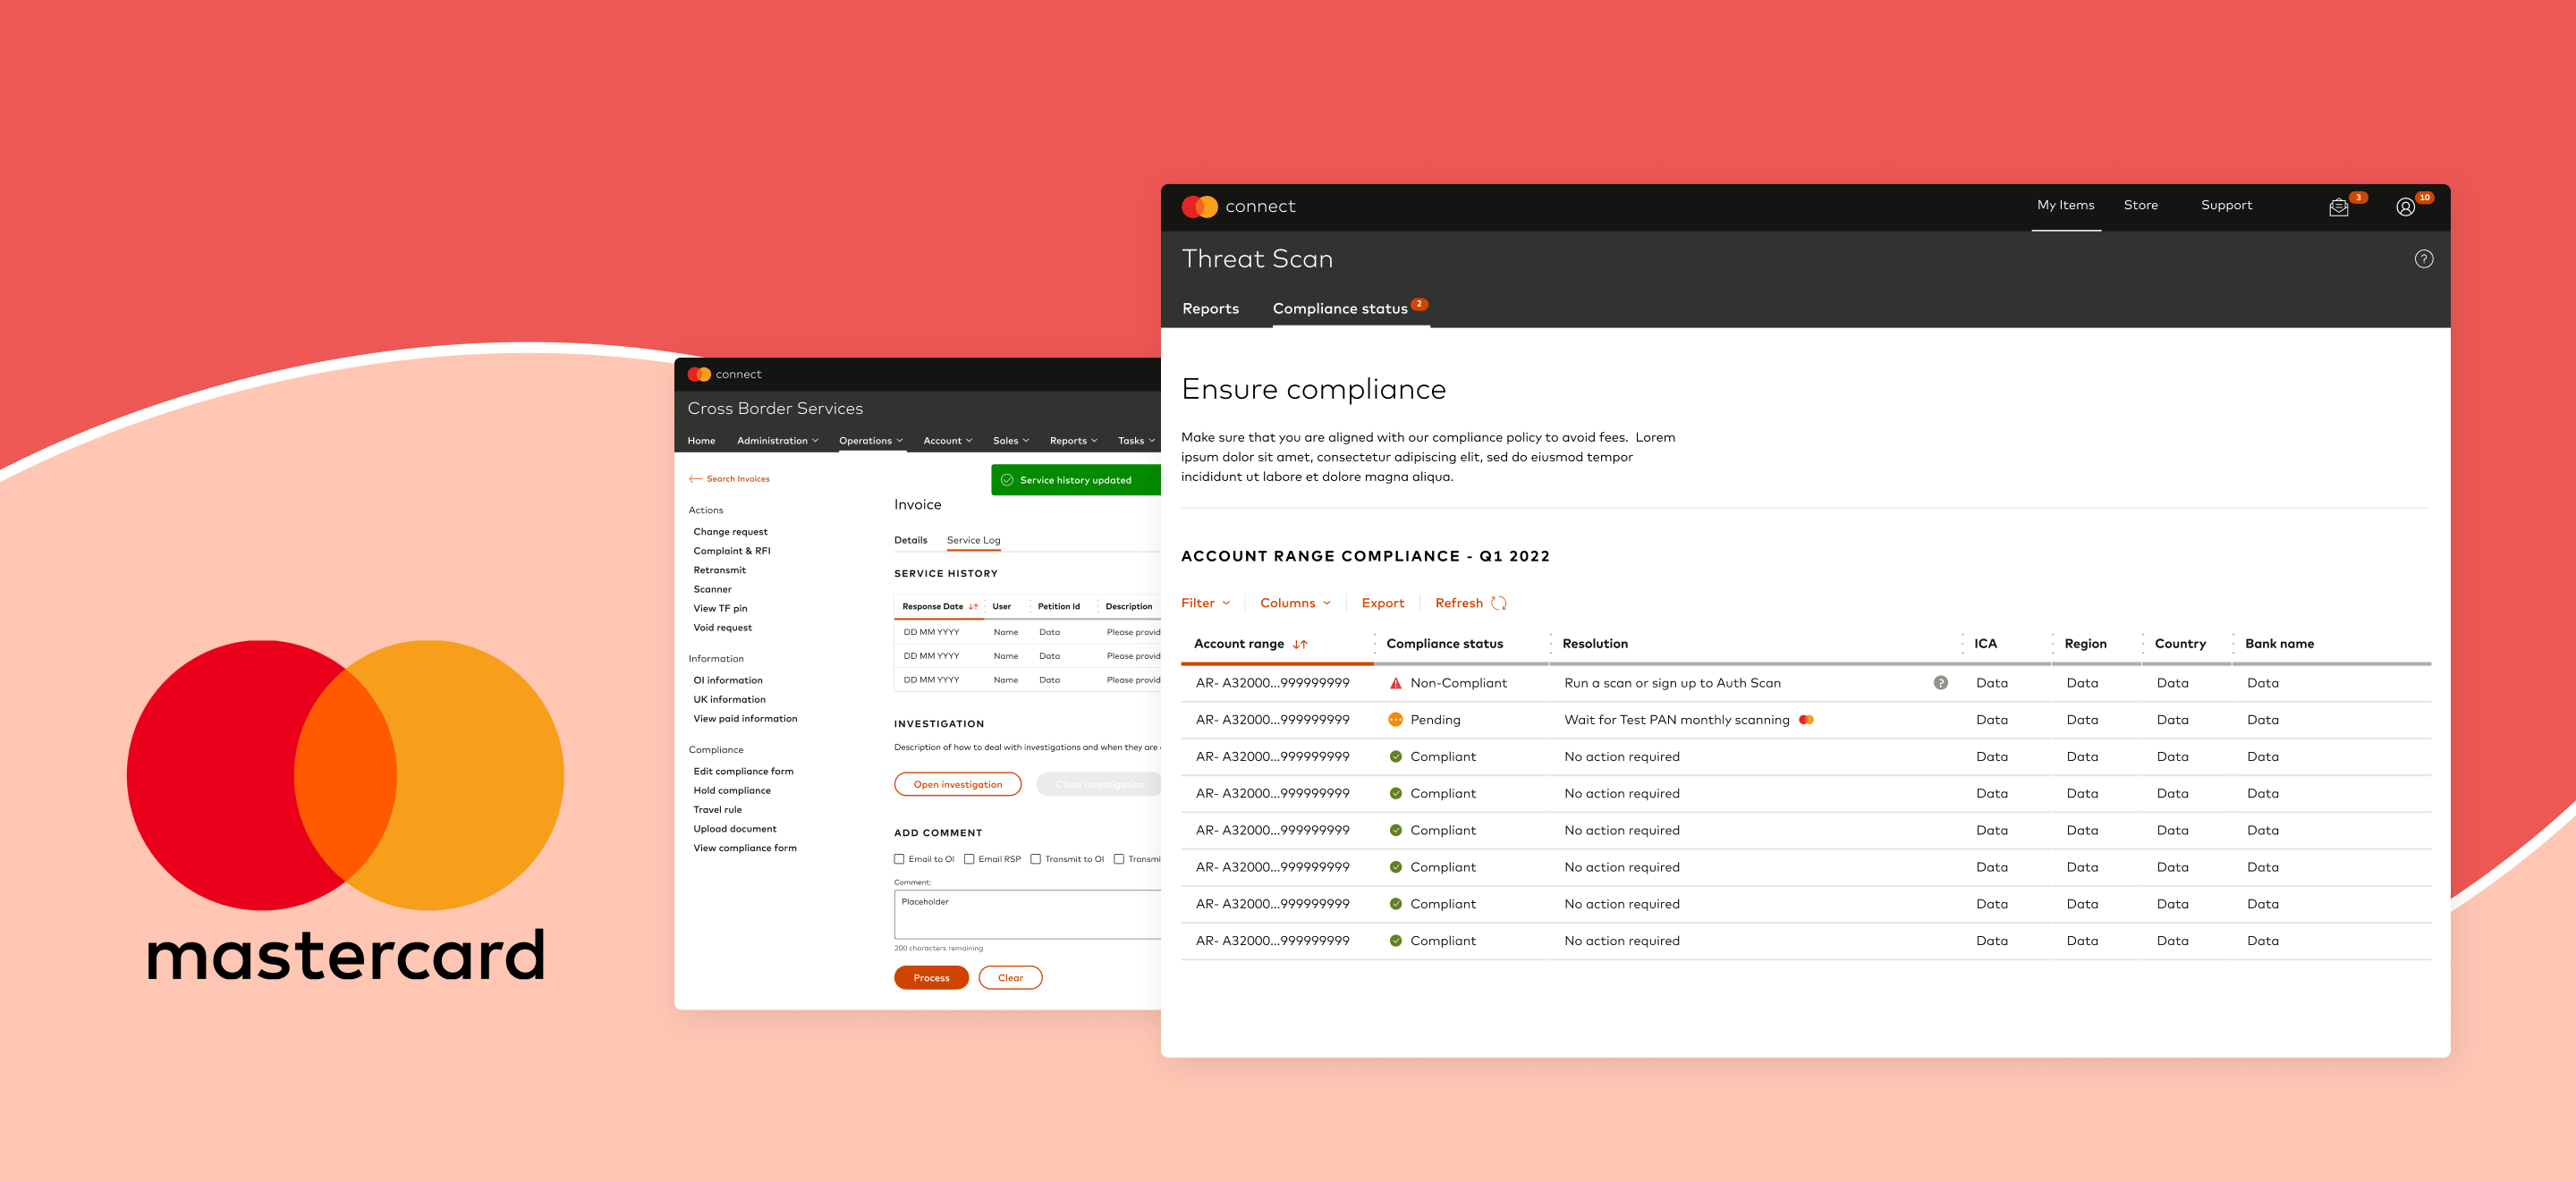 mastercard
connect
Cross Border Services
Home Administration Operations Account Sales Reports Tasks
Search Invoices
Service history updated
Actions
Change request
Complaint & RFI
Retransmit
Scanner
View TF pin
Void request
Information
OI information
UK information
View paid information
Compliance
Edit compliance form
Hold compliance
Travel rule
Upload document
View compliance form
Invoice
Details Service Log
SERVICE HISTORY
Response Date User Petition Id Description
DD MM YYYY Name Data Please provid
DD MM YYYY Name Data Please provid
DD MM YYYY Name Data Please provid
INVESTIGATION
Description of how to deal with investigations and when they are
Open investigation Close investigation
ADD COMMENT
Email to OI Email RSP Transmit to OI Transmi
Comment:
Placeholder
200 characters remaining
Process Clear
connect My Items Store Support 3 10
Threat Scan ?
Reports Compliance status 2
Ensure compliance
Make sure that you are aligned with our compliance policy to avoid fees. Lorem
ipsum dolor sit amet, consectetur adipiscing elit, sed do eiusmod tempor
incididunt ut labore et dolore magna aliqua.
ACCOUNT RANGE COMPLIANCE - Q1 2022
Filter Columns Export Refresh
Account range Compliance status Resolution ICA Region Country Bank name
AR- A32000...999999999 Non-Compliant Run a scan or sign up to Auth Scan ? Data Data Data Data
AR- A32000...999999999 Pending Wait for Test PAN monthly scanning Data Data Data Data
AR- A32000...999999999 Compliant No action required Data Data Data Data
AR- A32000...999999999 Compliant No action required Data Data Data Data
AR- A32000...999999999 Compliant No action required Data Data Data Data
AR- A32000...999999999 Compliant No action required Data Data Data Data
AR- A32000...999999999 Compliant No action required Data Data Data Data
AR- A32000...999999999 Compliant No action required Data Data Data Data